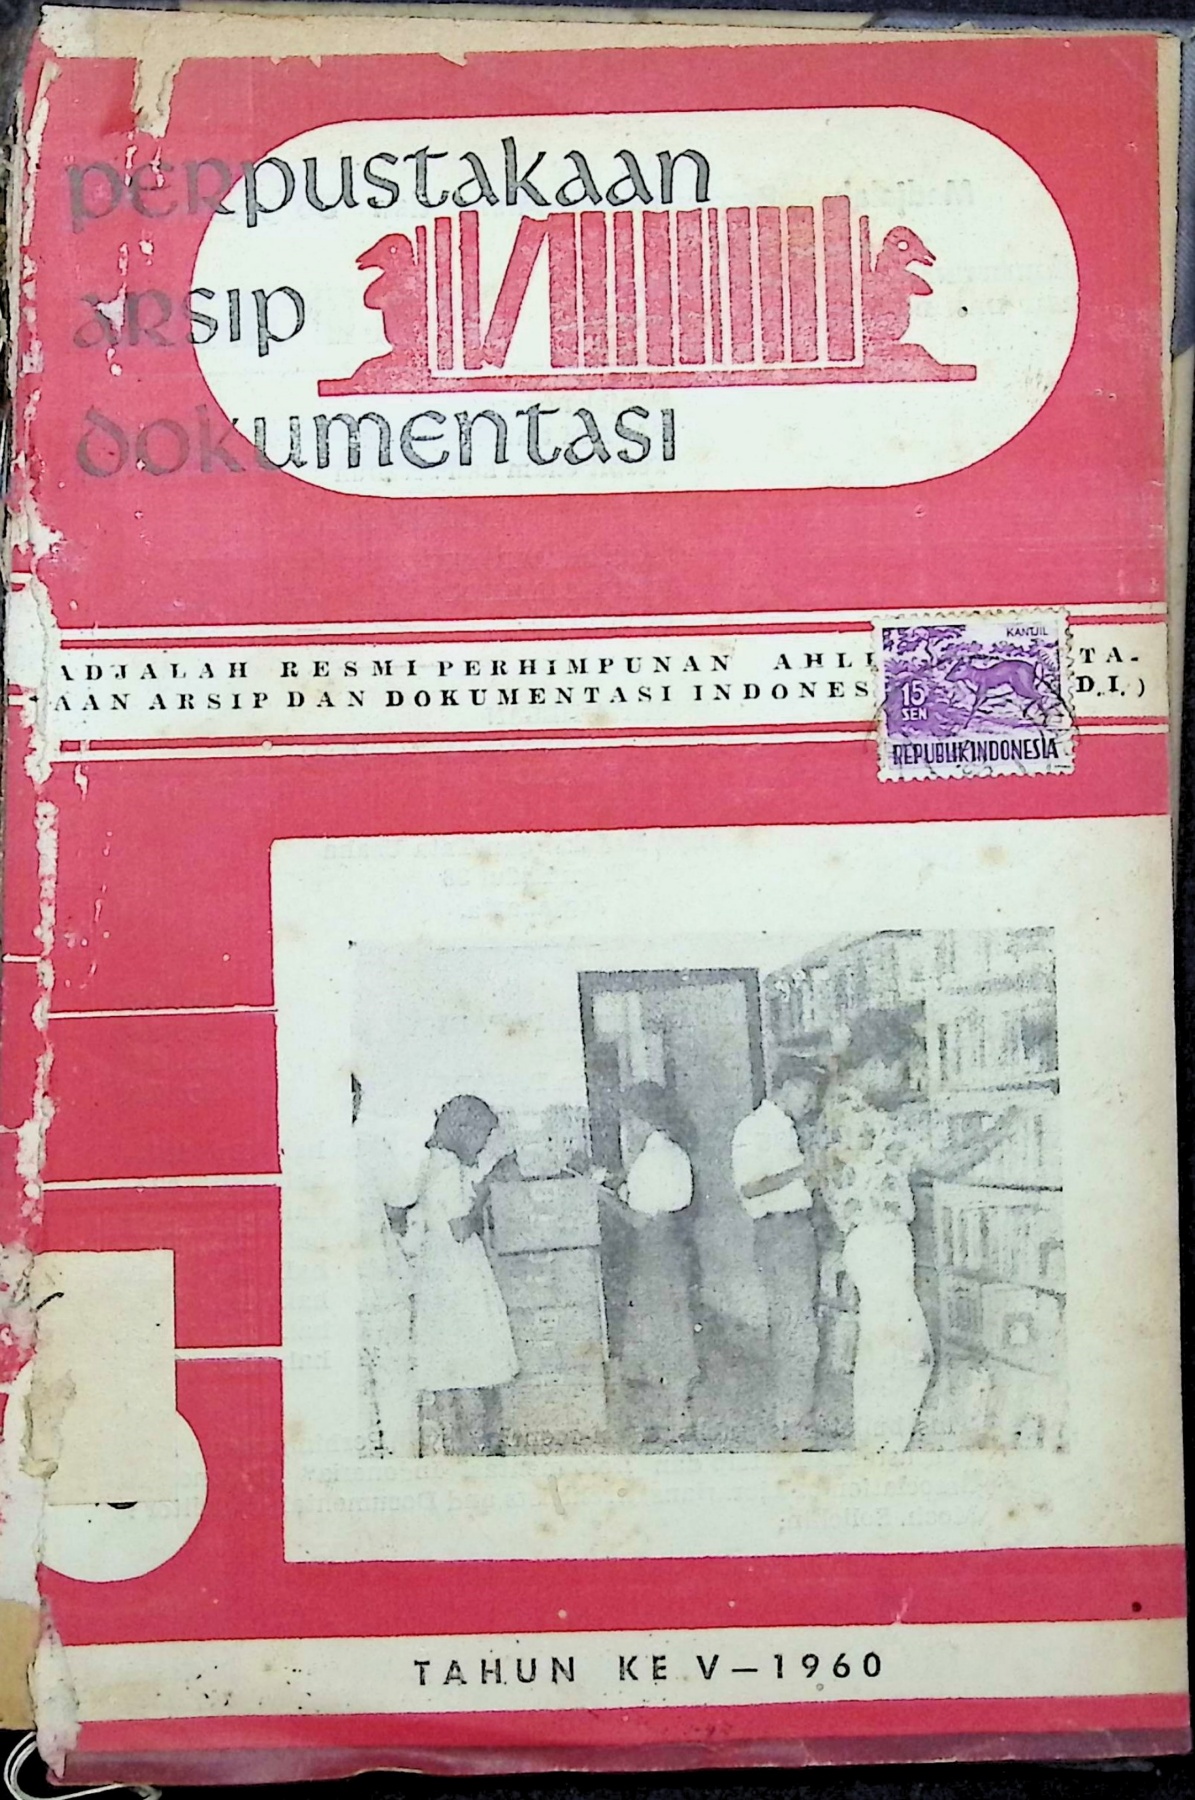 perpustakaan
arsip
dokumentasi
ADJALAH RESMI PERHIMPUNAN AHLI TA-
AAN ARSIP DAN DOKUMENTASI INDONES D.I.)
KANTJIL
15
SEN
REPUBLIK INDONESIA
TAHUN KE V—1960